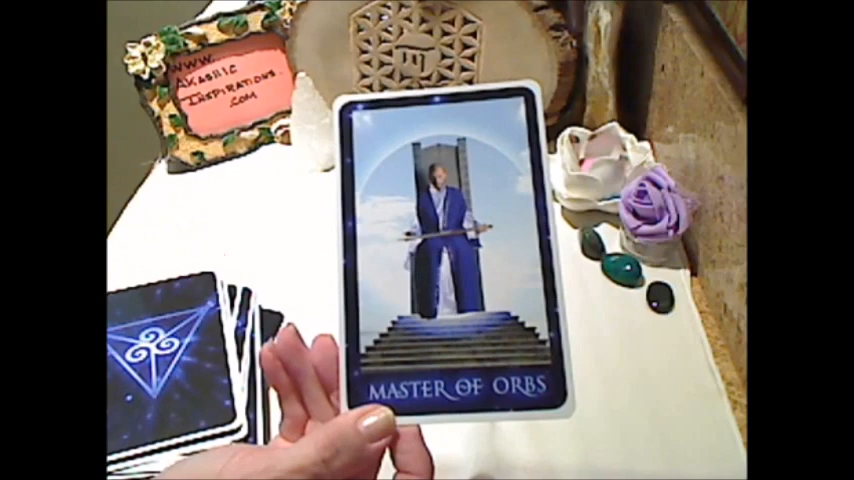 WWW.
AKASHIC
INSPIRATIONS.
COM
MASTER OF ORBS